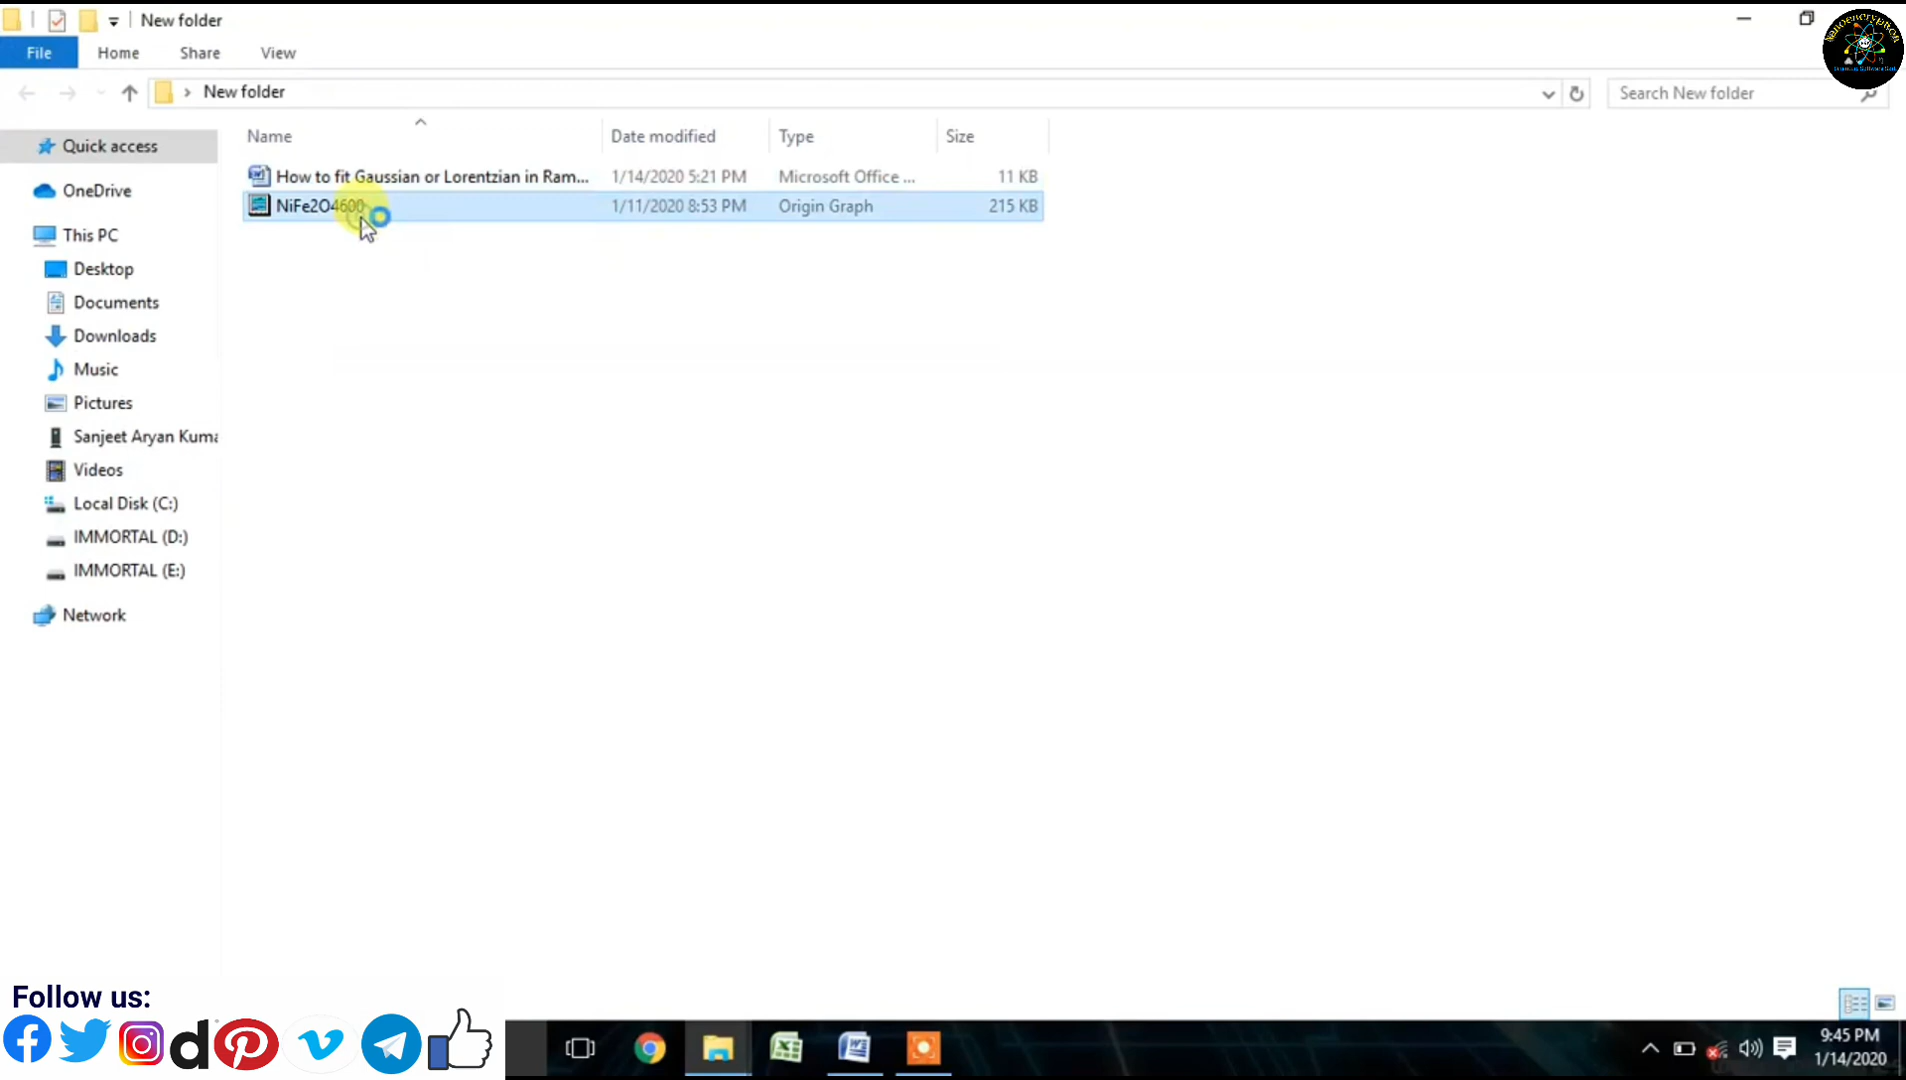 New folder
File Home Share View
New folder
Search New folder
Name Date modified Type Size
Quick access
How to fit Gaussian or Lorentzian in Ram... 1/14/2020 5:21 PM Microsoft Office ... 11 KB
NiFe2O4600 1/11/2020 8:53 PM Origin Graph 215 KB
OneDrive
This PC
Desktop
Documents
Downloads
Music
Pictures
Sanjeet Aryan Kuma
Videos
Local Disk (C:)
IMMORTAL (D:)
IMMORTAL (E:)
Network
Follow us:
9:45 PM
1/14/2020